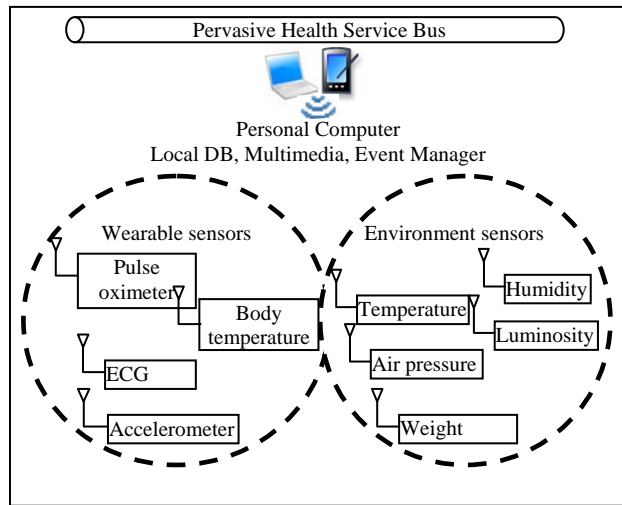 Pervasive Health Service Bus
Personal Computer
Local DB, Multimedia, Event Manager
Wearable sensors
Pulse
oximeter
Body
temperature
ECG
Accelerometer
Environment sensors
Humidity
Temperature
Luminosity
Air pressure
Weight